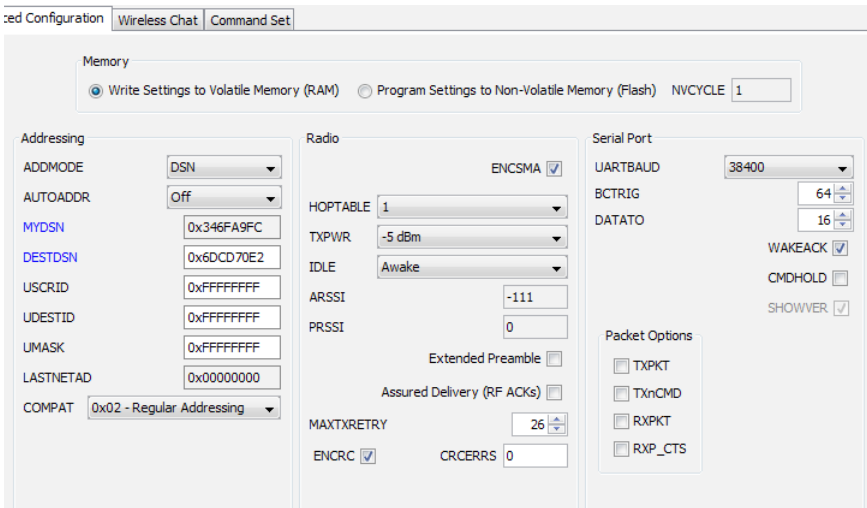 ced Configuration Wireless Chat Command Set
Memory
Write Settings to Volatile Memory (RAM) Program Settings to Non-Volatile Memory (Flash) NVCYCLE 1
Addressing
ADDMODE DSN
AUTOADDR Off
MYDSN 0x346FA9FC
DESTDSN 0x6DCD70E2
USCRID 0xFFFFFFFF
UDESTID 0xFFFFFFFF
UMASK 0xFFFFFFFF
LASTNETAD 0x00000000
COMPAT 0x02 - Regular Addressing
Radio
ENCSMA
HOPTABLE 1
TXPWR -5 dBm
IDLE Awake
ARSSI -111
PRSSI 0
Extended Preamble
Assured Delivery (RF ACKs)
MAXTXRETRY 26
ENCRC CRCERRS 0
Serial Port
UARTBAUD 38400
BCTRIG 64
DATATO 16
WAKEACK
CMDHOLD
SHOWVER
Packet Options
TXPKT
TXnCMD
RXPKT
RXP_CTS